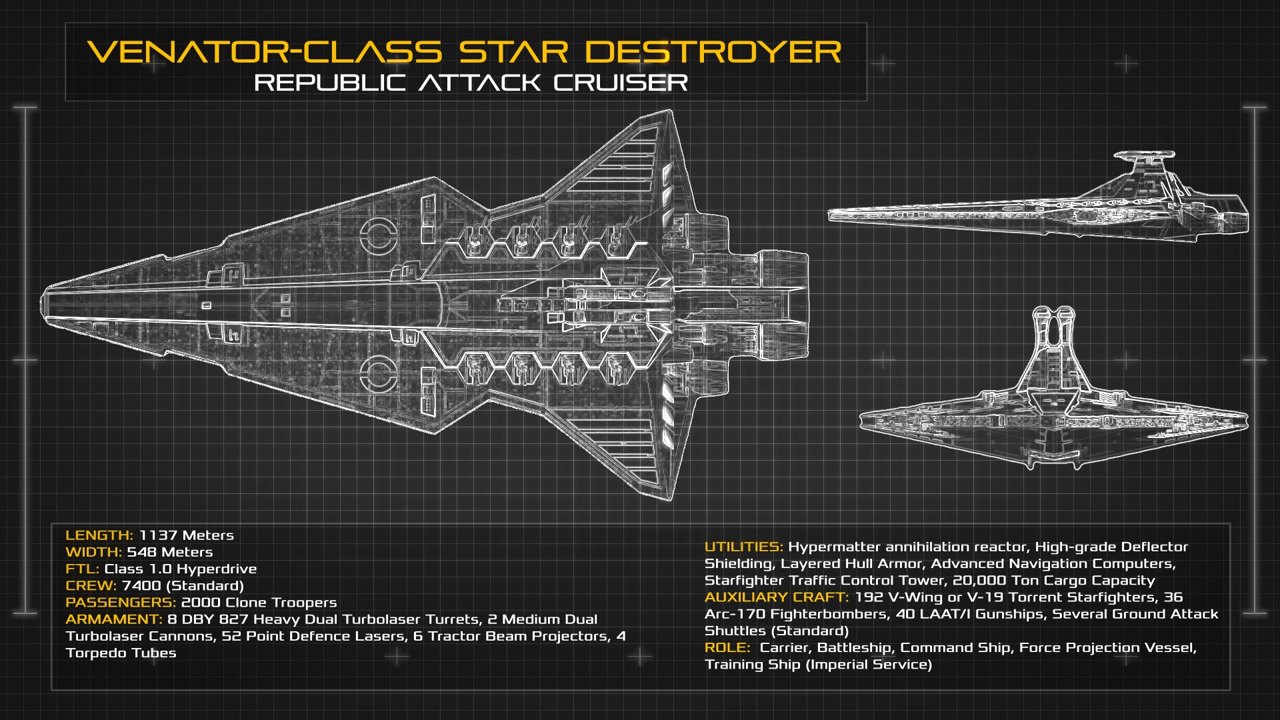 VENATOR-CLASS STAR DESTROYER
REPUBLIC ATTACK CRUISER
LENGTH: 1137 Meters
WIDTH: 548 Meters
FTL: Class 1.0 Hyperdrive
CREW: 7400 (Standard)
PASSENGERS: 2000 Clone Troopers
ARMAMENT: 8 DBY 827 Heavy Dual Turbolaser Turrets, 2 Medium Dual
Turbolaser Cannons, 52 Point Defence Lasers, 6 Tractor Beam Projectors, 4
Torpedo Tubes
UTILITIES: Hypermatter annihilation reactor, High-grade Deflector
Shielding, Layered Hull Armor, Advanced Navigation Computers,
Starfighter Traffic Control Tower, 20,000 Ton Cargo Capacity
AUXILIARY CRAFT: 192 V-Wing or V-19 Torrent Starfighters, 36
Arc-170 Fighterbombers, 40 LAAT/I Gunships, Several Ground Attack
Shuttles (Standard)
ROLE: Carrier, Battleship, Command Ship, Force Projection Vessel,
Training Ship (Imperial Service)